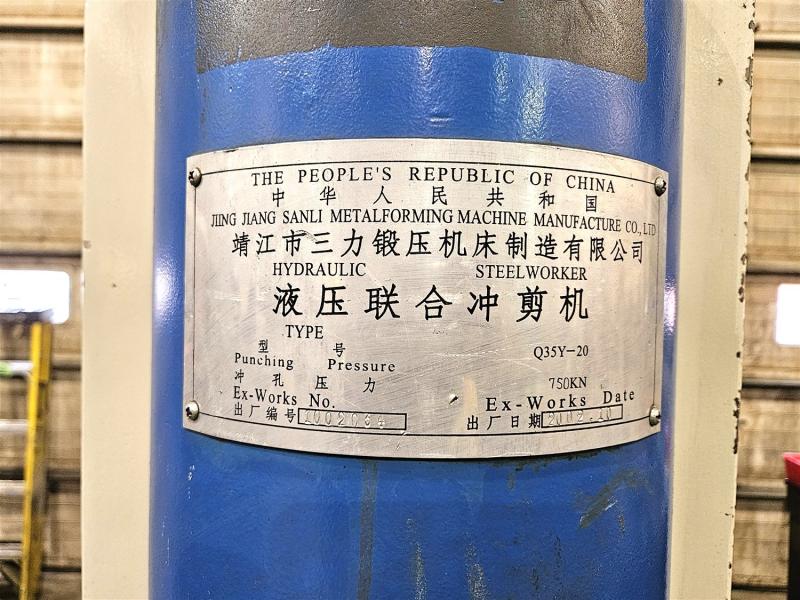 THE PEOPLE'S REPUBLIC OF CHINA
中华人民共和国
JIING JIANG SANLI METALFORMING MACHINE MANUFACTURE CO., LTD
靖江市三力锻压机床制造有限公司
HYDRAULIC STEELWORKER
液压联合冲剪机
TYPE
型号 Q35Y-20
Punching Pressure
冲孔压力 750KN
Ex-Works No. Ex-Works Date
出厂编号 出厂日期 2002.10